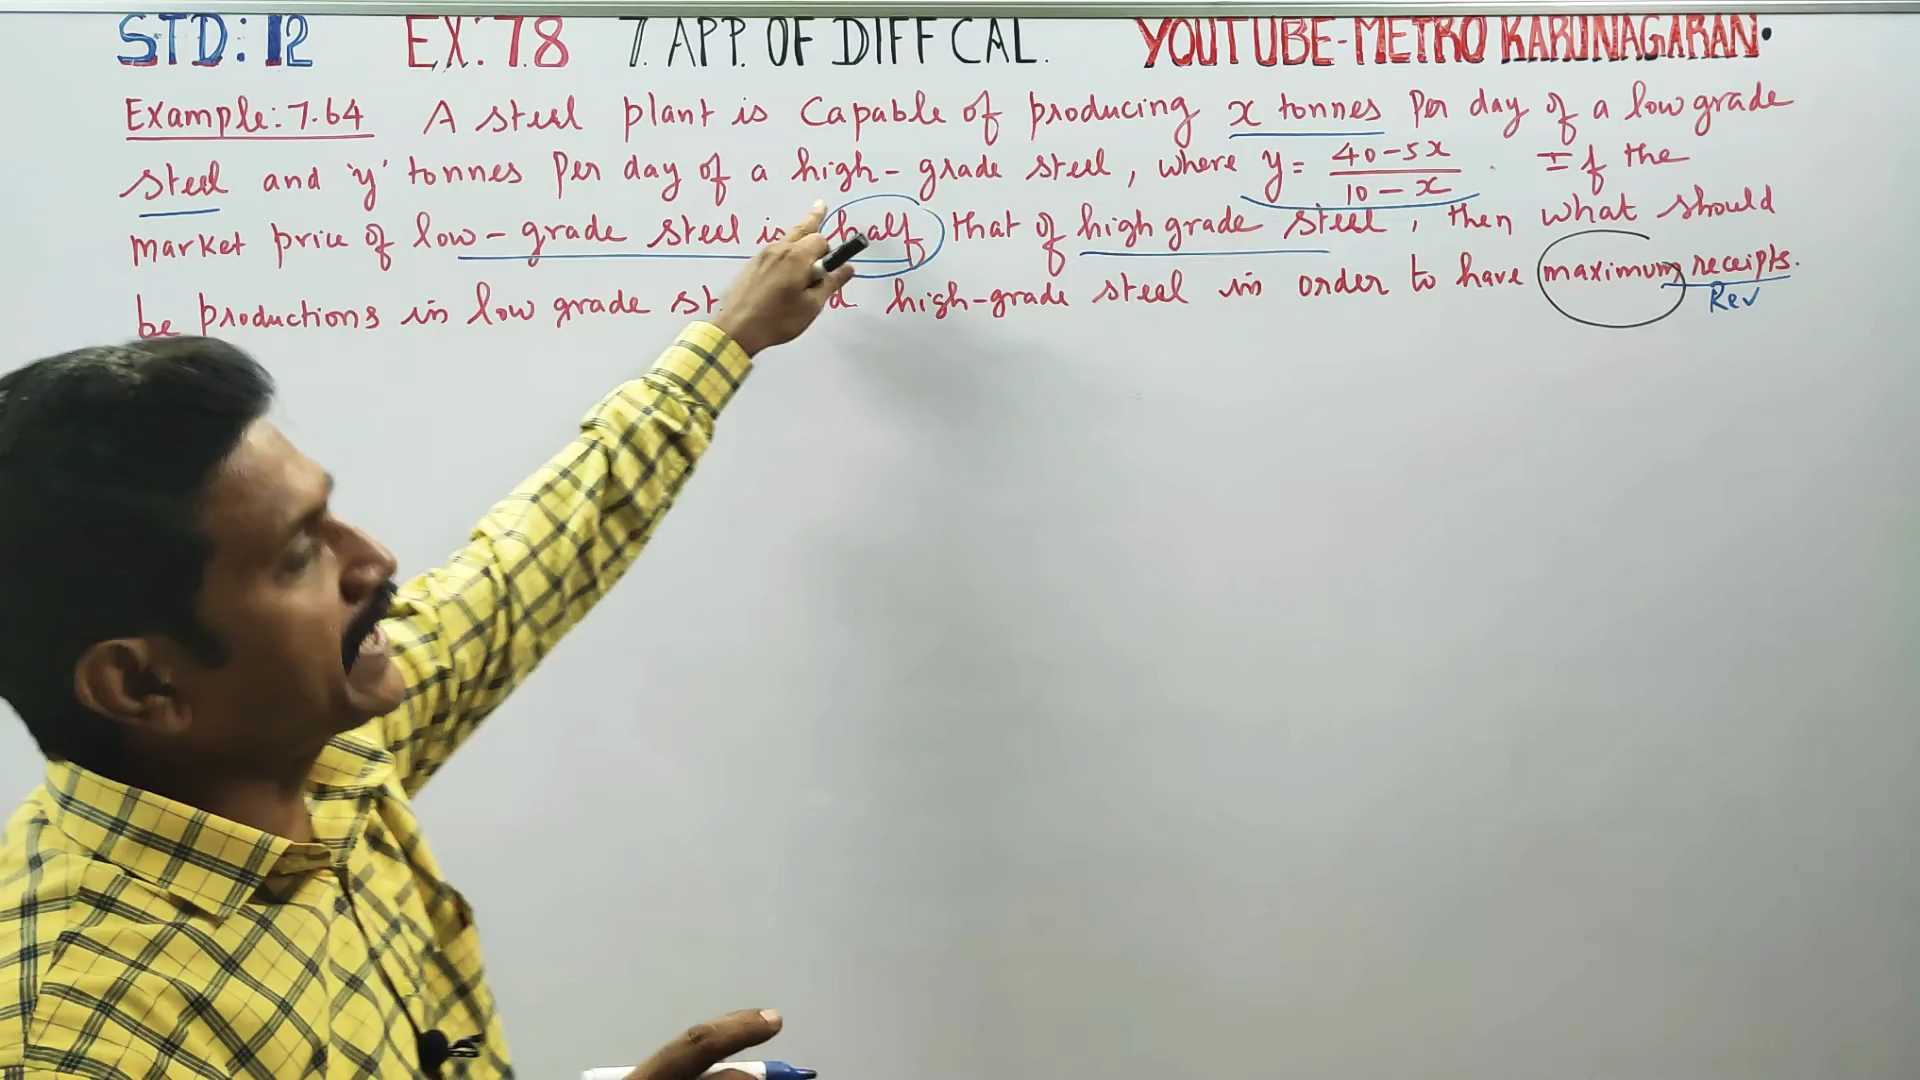 STD: 12 EX: 7.8 7. APP. OF DIFF CAL. YOUTUBE-METRO KARUNAGARAN.
Example: 7.64 A steel plant is Capable of producing x tonnes Per day of a low grade
steel and 'y' tonnes Per day of a high-grade steel, where y = 40-5x / 10-x . If the
market price of low-grade steel is half that of high grade steel, then what should
be productions in low grade high-grade steel in order to have maximum receipts.
Rev